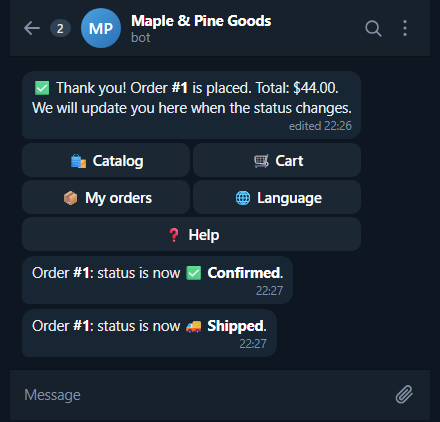 2
MP
Maple & Pine Goods
bot
✅ Thank you! Order #1 is placed. Total: $44.00.
We will update you here when the status changes.
edited 22:26
🛍️ Catalog
🛒 Cart
📦 My orders
🌐 Language
❓ Help
Order #1: status is now ✅ Confirmed.
22:27
Order #1: status is now 🚚 Shipped.
22:27
Message